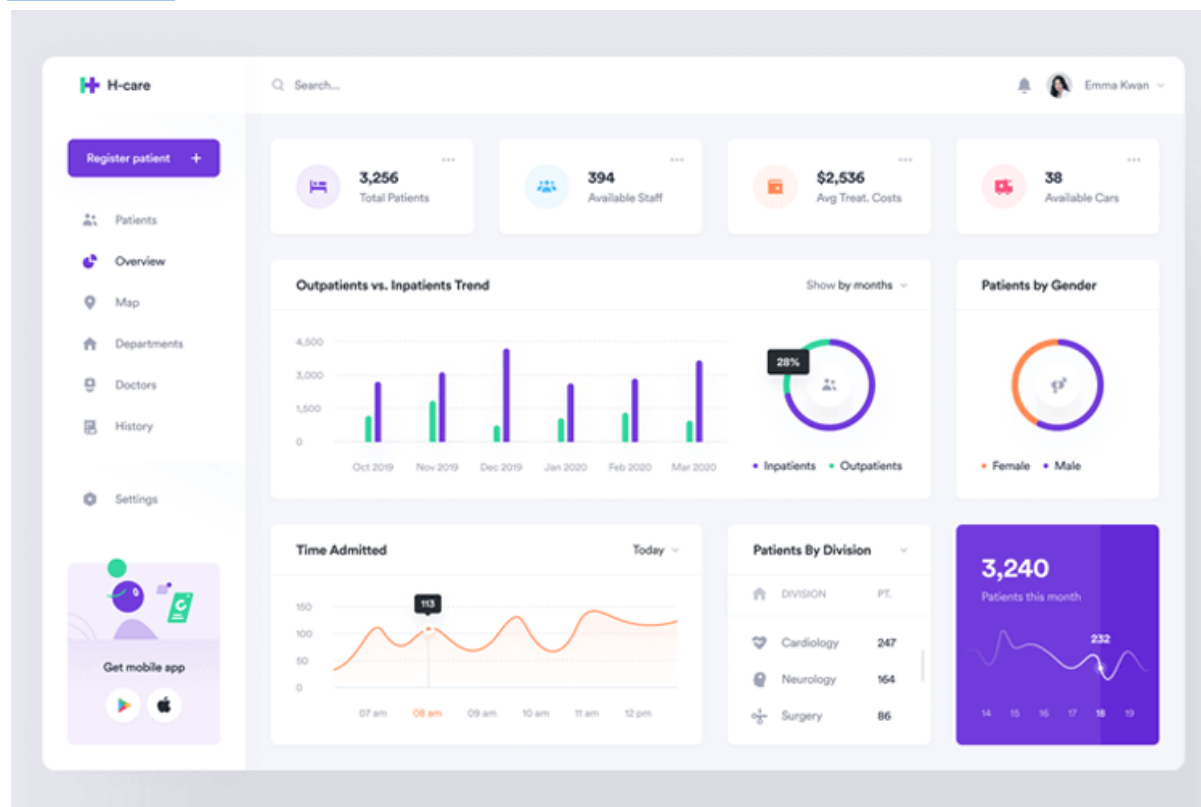 H-care
Search...
Emma Kwan
Register patient +
Patients
Overview
Map
Departments
Doctors
History
Settings
Get mobile app
3,256
Total Patients
394
Available Staff
$2,536
Avg Treat. Costs
38
Available Cars
Outpatients vs. Inpatients Trend
Show by months
4,500
3,000
1,500
0
Oct 2019 Nov 2019 Dec 2019 Jan 2020 Feb 2020 Mar 2020
28%
Inpatients Outpatients
Patients by Gender
Female Male
Time Admitted
Today
150
100
50
0
113
07 am 08 am 09 am 10 am 11 am 12 pm
Patients By Division
DIVISION PT.
Cardiology 247
Neurology 164
Surgery 86
3,240
Patients this month
232
14 15 16 17 18 19